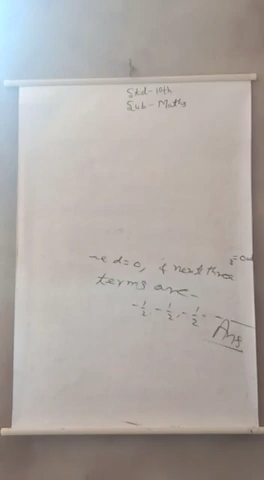 Std-10th
Sub-Maths
d=0, & next three
terms are-
-1/2, -1/2, -1/2, - - -
Ans